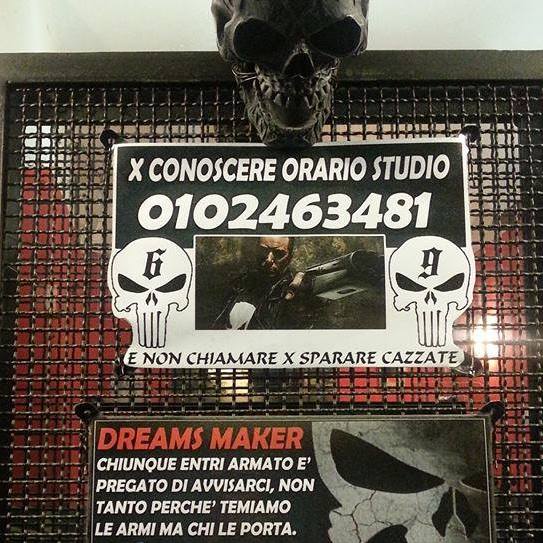 X CONOSCERE ORARIO STUDIO
0102463481
6 9
E NON CHIAMARE X SPARARE CAZZATE
DREAMS MAKER
CHIUNQUE ENTRI ARMATO E'
PREGATO DI AVVISARCI, NON
TANTO PERCHE' TEMIAMO
LE ARMI MA CHI LE PORTA.